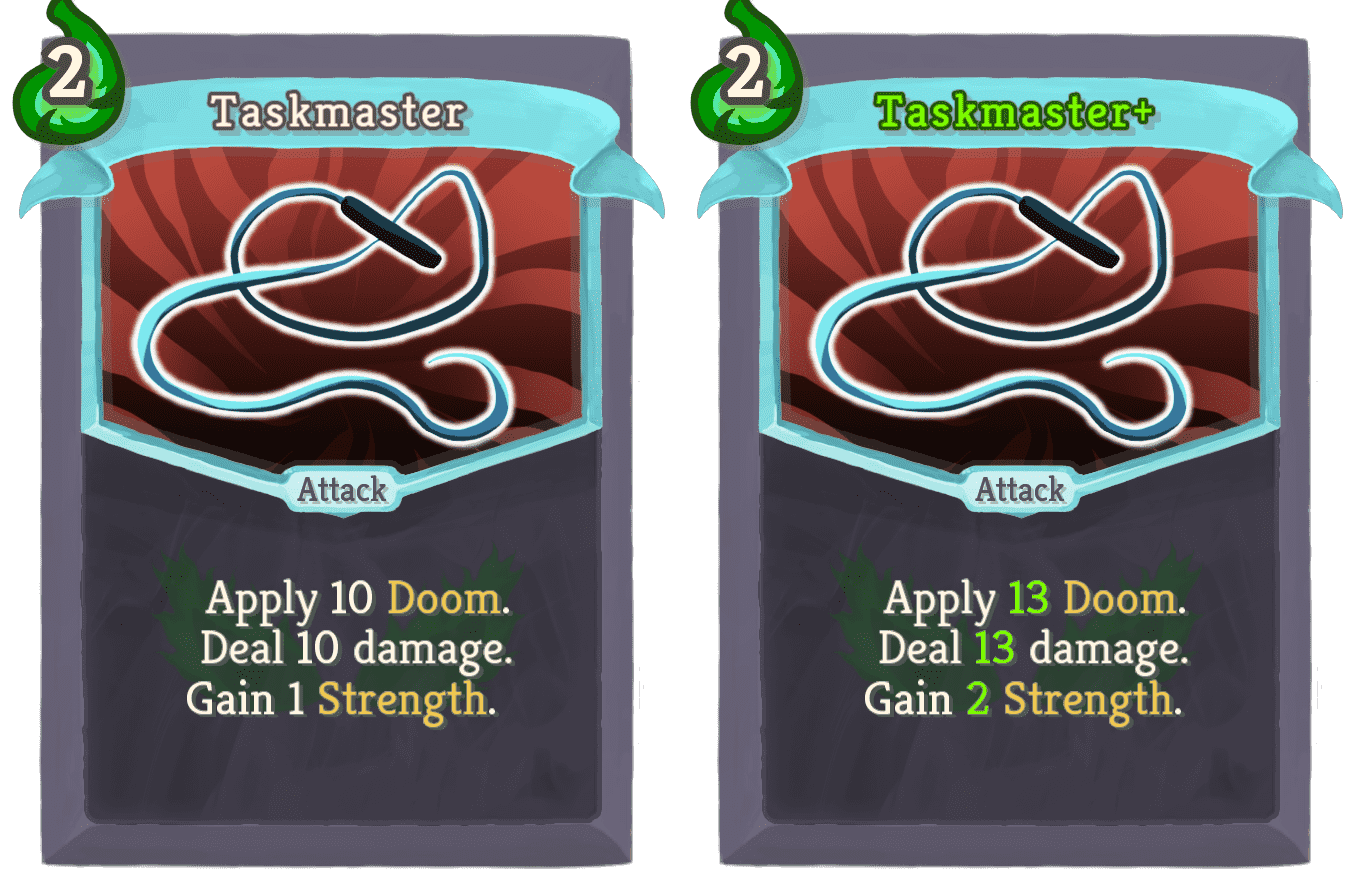 2
Taskmaster
Attack
Apply 10 Doom.
Deal 10 damage.
Gain 1 Strength.
2
Taskmaster+
Attack
Apply 13 Doom.
Deal 13 damage.
Gain 2 Strength.